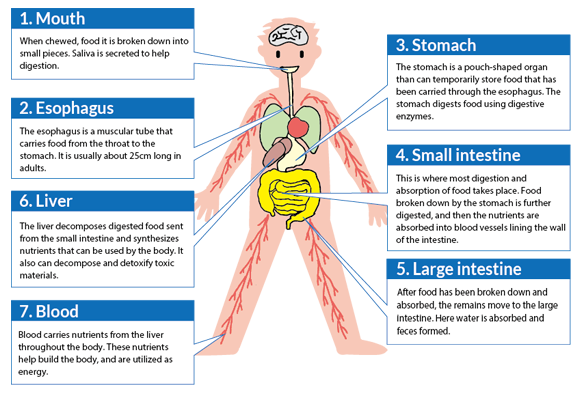 1. Mouth
When chewed, food it is broken down into
small pieces. Saliva is secreted to help
digestion.
2. Esophagus
The esophagus is a muscular tube that
carries food from the throat to the
stomach. It is usually about 25cm long in
adults.
3. Stomach
The stomach is a pouch-shaped organ
than can temporarily store food that has
been carried through the esophagus. The
stomach digests food using digestive
enzymes.
4. Small intestine
This is where most digestion and
absorption of food takes place. Food
broken down by the stomach is further
digested, and then the nutrients are
absorbed into blood vessels lining the wall
of the intestine.
5. Large intestine
After food has been broken down and
absorbed, the remains move to the large
Intestine. Here water is absorbed and
feces formed.
6. Liver
The liver decomposes digested food sent
from the small intestine and synthesizes
nutrients that can be used by the body. It
also can decompose and detoxify toxic
materials.
7. Blood
Blood carries nutrients from the liver
throughout the body. These nutrients
help build the body, and are utilized as
energy.